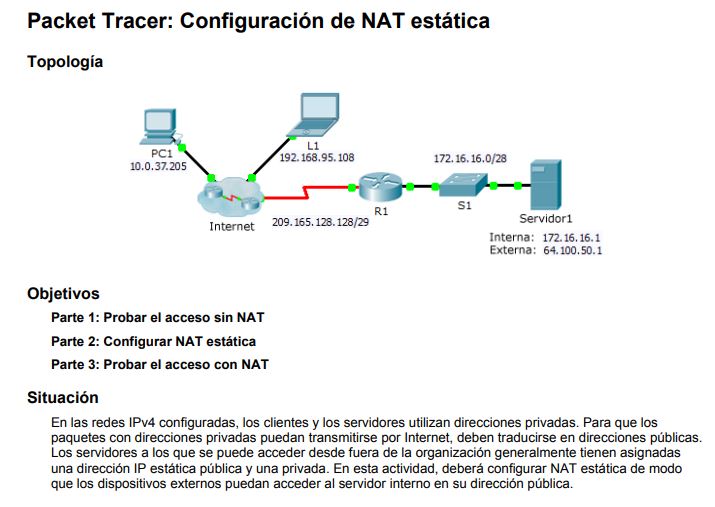 Packet Tracer: Configuración de NAT estática
Topología
PC1
10.0.37.205
L1
192.168.95.108
Internet
209.165.128.128/29
R1
172.16.16.0/28
S1
Servidor1
Interna: 172.16.16.1
Externa: 64.100.50.1
Objetivos
Parte 1: Probar el acceso sin NAT
Parte 2: Configurar NAT estática
Parte 3: Probar el acceso con NAT
Situación
En las redes IPv4 configuradas, los clientes y los servidores utilizan direcciones privadas. Para que los
paquetes con direcciones privadas puedan transmitirse por Internet, deben traducirse en direcciones públicas.
Los servidores a los que se puede acceder desde fuera de la organización generalmente tienen asignadas
una dirección IP estática pública y una privada. En esta actividad, deberá configurar NAT estática de modo
que los dispositivos externos puedan acceder al servidor interno en su dirección pública.